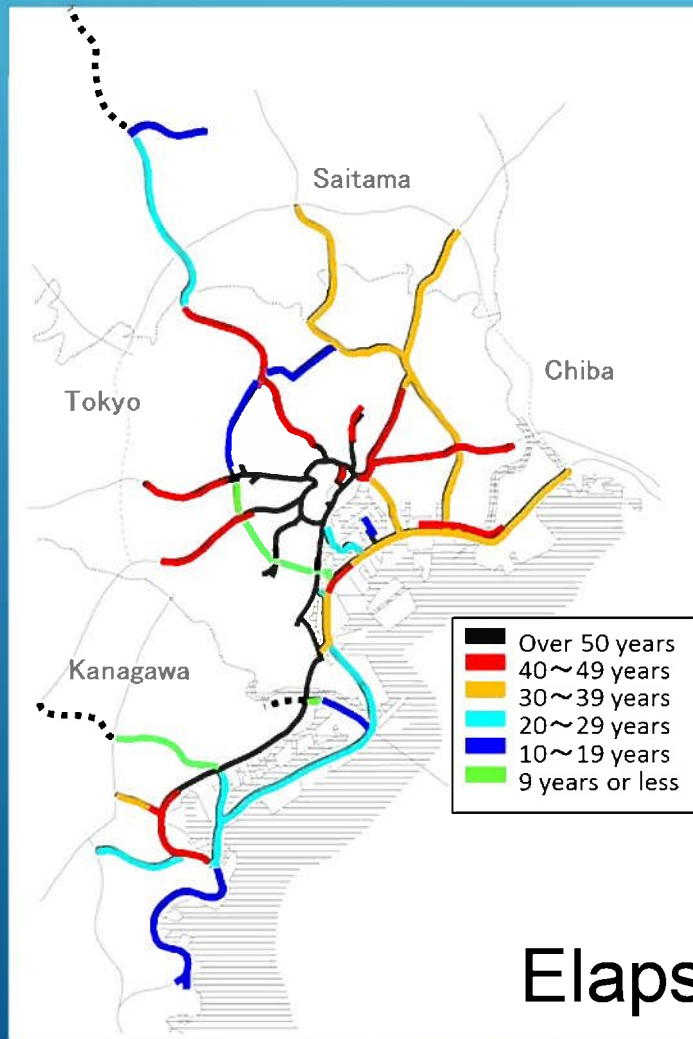 Saitama
Chiba
Tokyo
Kanagawa
Over 50 years
40～49 years
30～39 years
20～29 years
10～19 years
9 years or less
Elaps